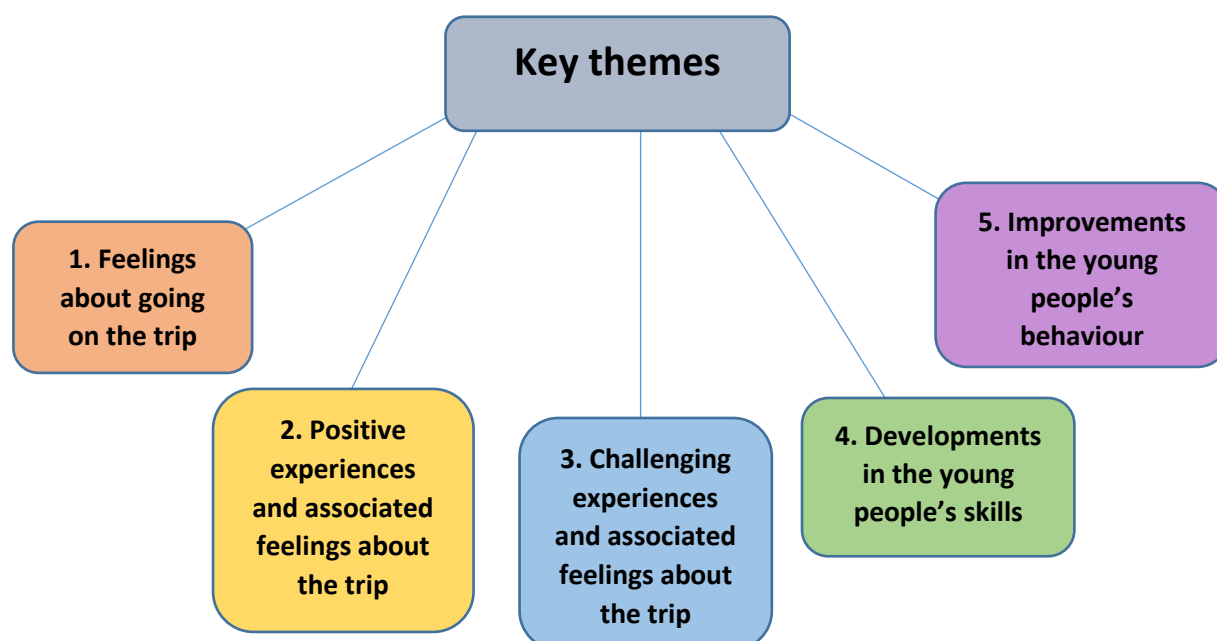 Key themes
1. Feelings
about going
on the trip
2. Positive
experiences
and associated
feelings about
the trip
3. Challenging
experiences
and associated
feelings about
the trip
4. Developments
in the young
people’s skills
5. Improvements
in the young
people’s
behaviour